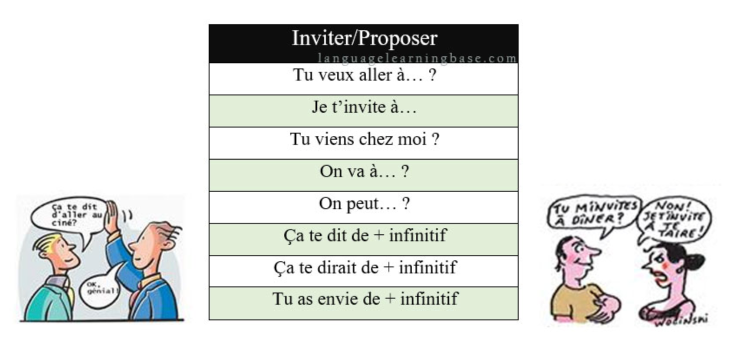 Inviter/Proposer
languagelearningbase.com
Tu veux aller à… ?
Je t’invite à…
Tu viens chez moi ?
On va à… ?
On peut… ?
Ça te dit de + infinitif
Ça te dirait de + infinitif
Tu as envie de + infinitif
Ça te dit
d'aller au
ciné?
OK,
génial!
TU M'INVITES
À DÎNER?
NON!
JE T'INVITE
À TE
TAIRE!
WOZINSKI